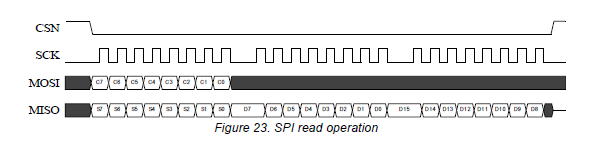 CSN
SCK
MOSI C7 C6 C5 C4 C3 C2 C1 C0
MISO S7 S6 S5 S4 S3 S2 S1 S0 D7 D6 D5 D4 D3 D2 D1 D0 D15 D14 D13 D12 D11 D10 D9 D8
Figure 23. SPI read operation